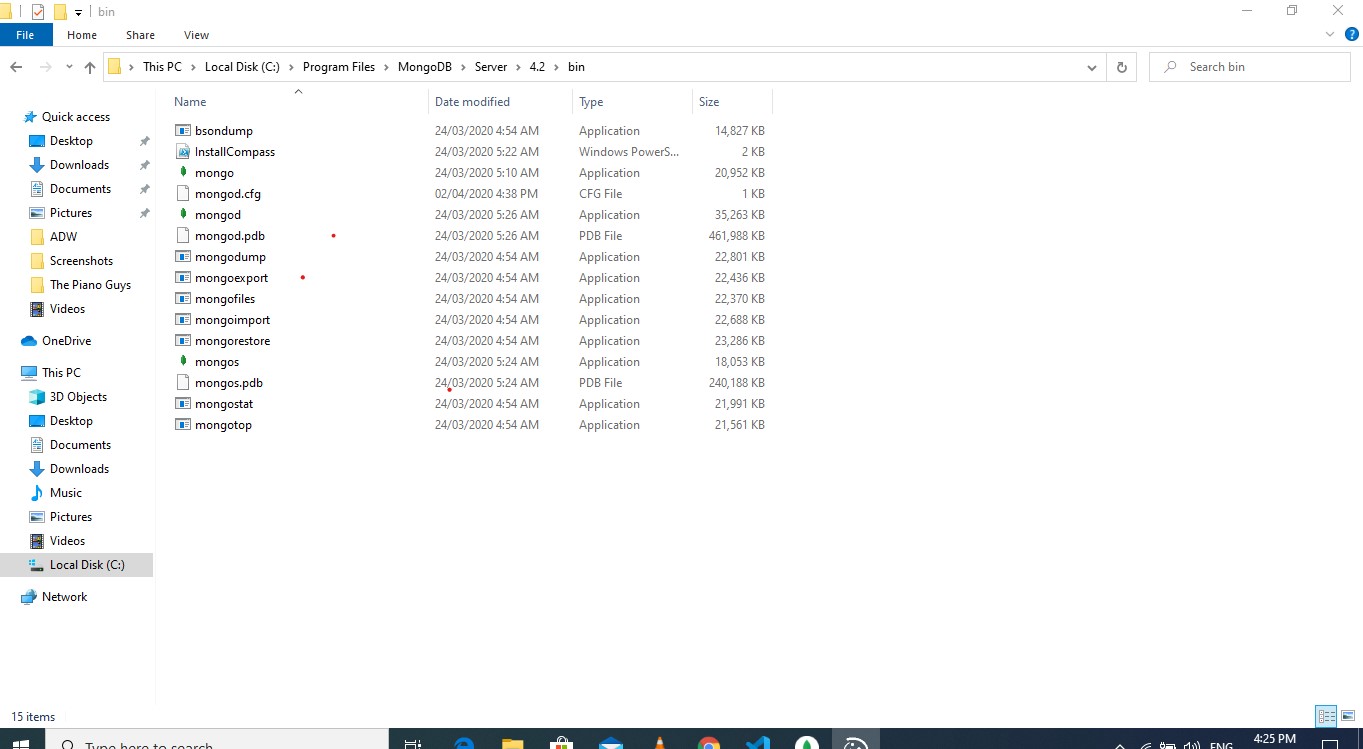 bin
File Home Share View
This PC Local Disk (C:) Program Files MongoDB Server 4.2 bin Search bin
Name Date modified Type Size
Quick access
Desktop
Downloads
Documents
Pictures
ADW
Screenshots
The Piano Guys
Videos
OneDrive
This PC
3D Objects
Desktop
Documents
Downloads
Music
Pictures
Videos
Local Disk (C:)
Network
bsondump 24/03/2020 4:54 AM Application 14,827 KB
InstallCompass 24/03/2020 5:22 AM Windows PowerS... 2 KB
mongo 24/03/2020 5:10 AM Application 20,952 KB
mongod.cfg 02/04/2020 4:38 PM CFG File 1 KB
mongod 24/03/2020 5:26 AM Application 35,263 KB
mongod.pdb 24/03/2020 5:26 AM PDB File 461,988 KB
mongodump 24/03/2020 4:54 AM Application 22,801 KB
mongoexport 24/03/2020 4:54 AM Application 22,436 KB
mongofiles 24/03/2020 4:54 AM Application 22,370 KB
mongoimport 24/03/2020 4:54 AM Application 22,688 KB
mongorestore 24/03/2020 4:54 AM Application 23,286 KB
mongos 24/03/2020 5:24 AM Application 18,053 KB
mongos.pdb 24/03/2020 5:24 AM PDB File 240,188 KB
mongostat 24/03/2020 4:54 AM Application 21,991 KB
mongotop 24/03/2020 4:54 AM Application 21,561 KB
15 items
Type here to search
ENG
4:25 PM